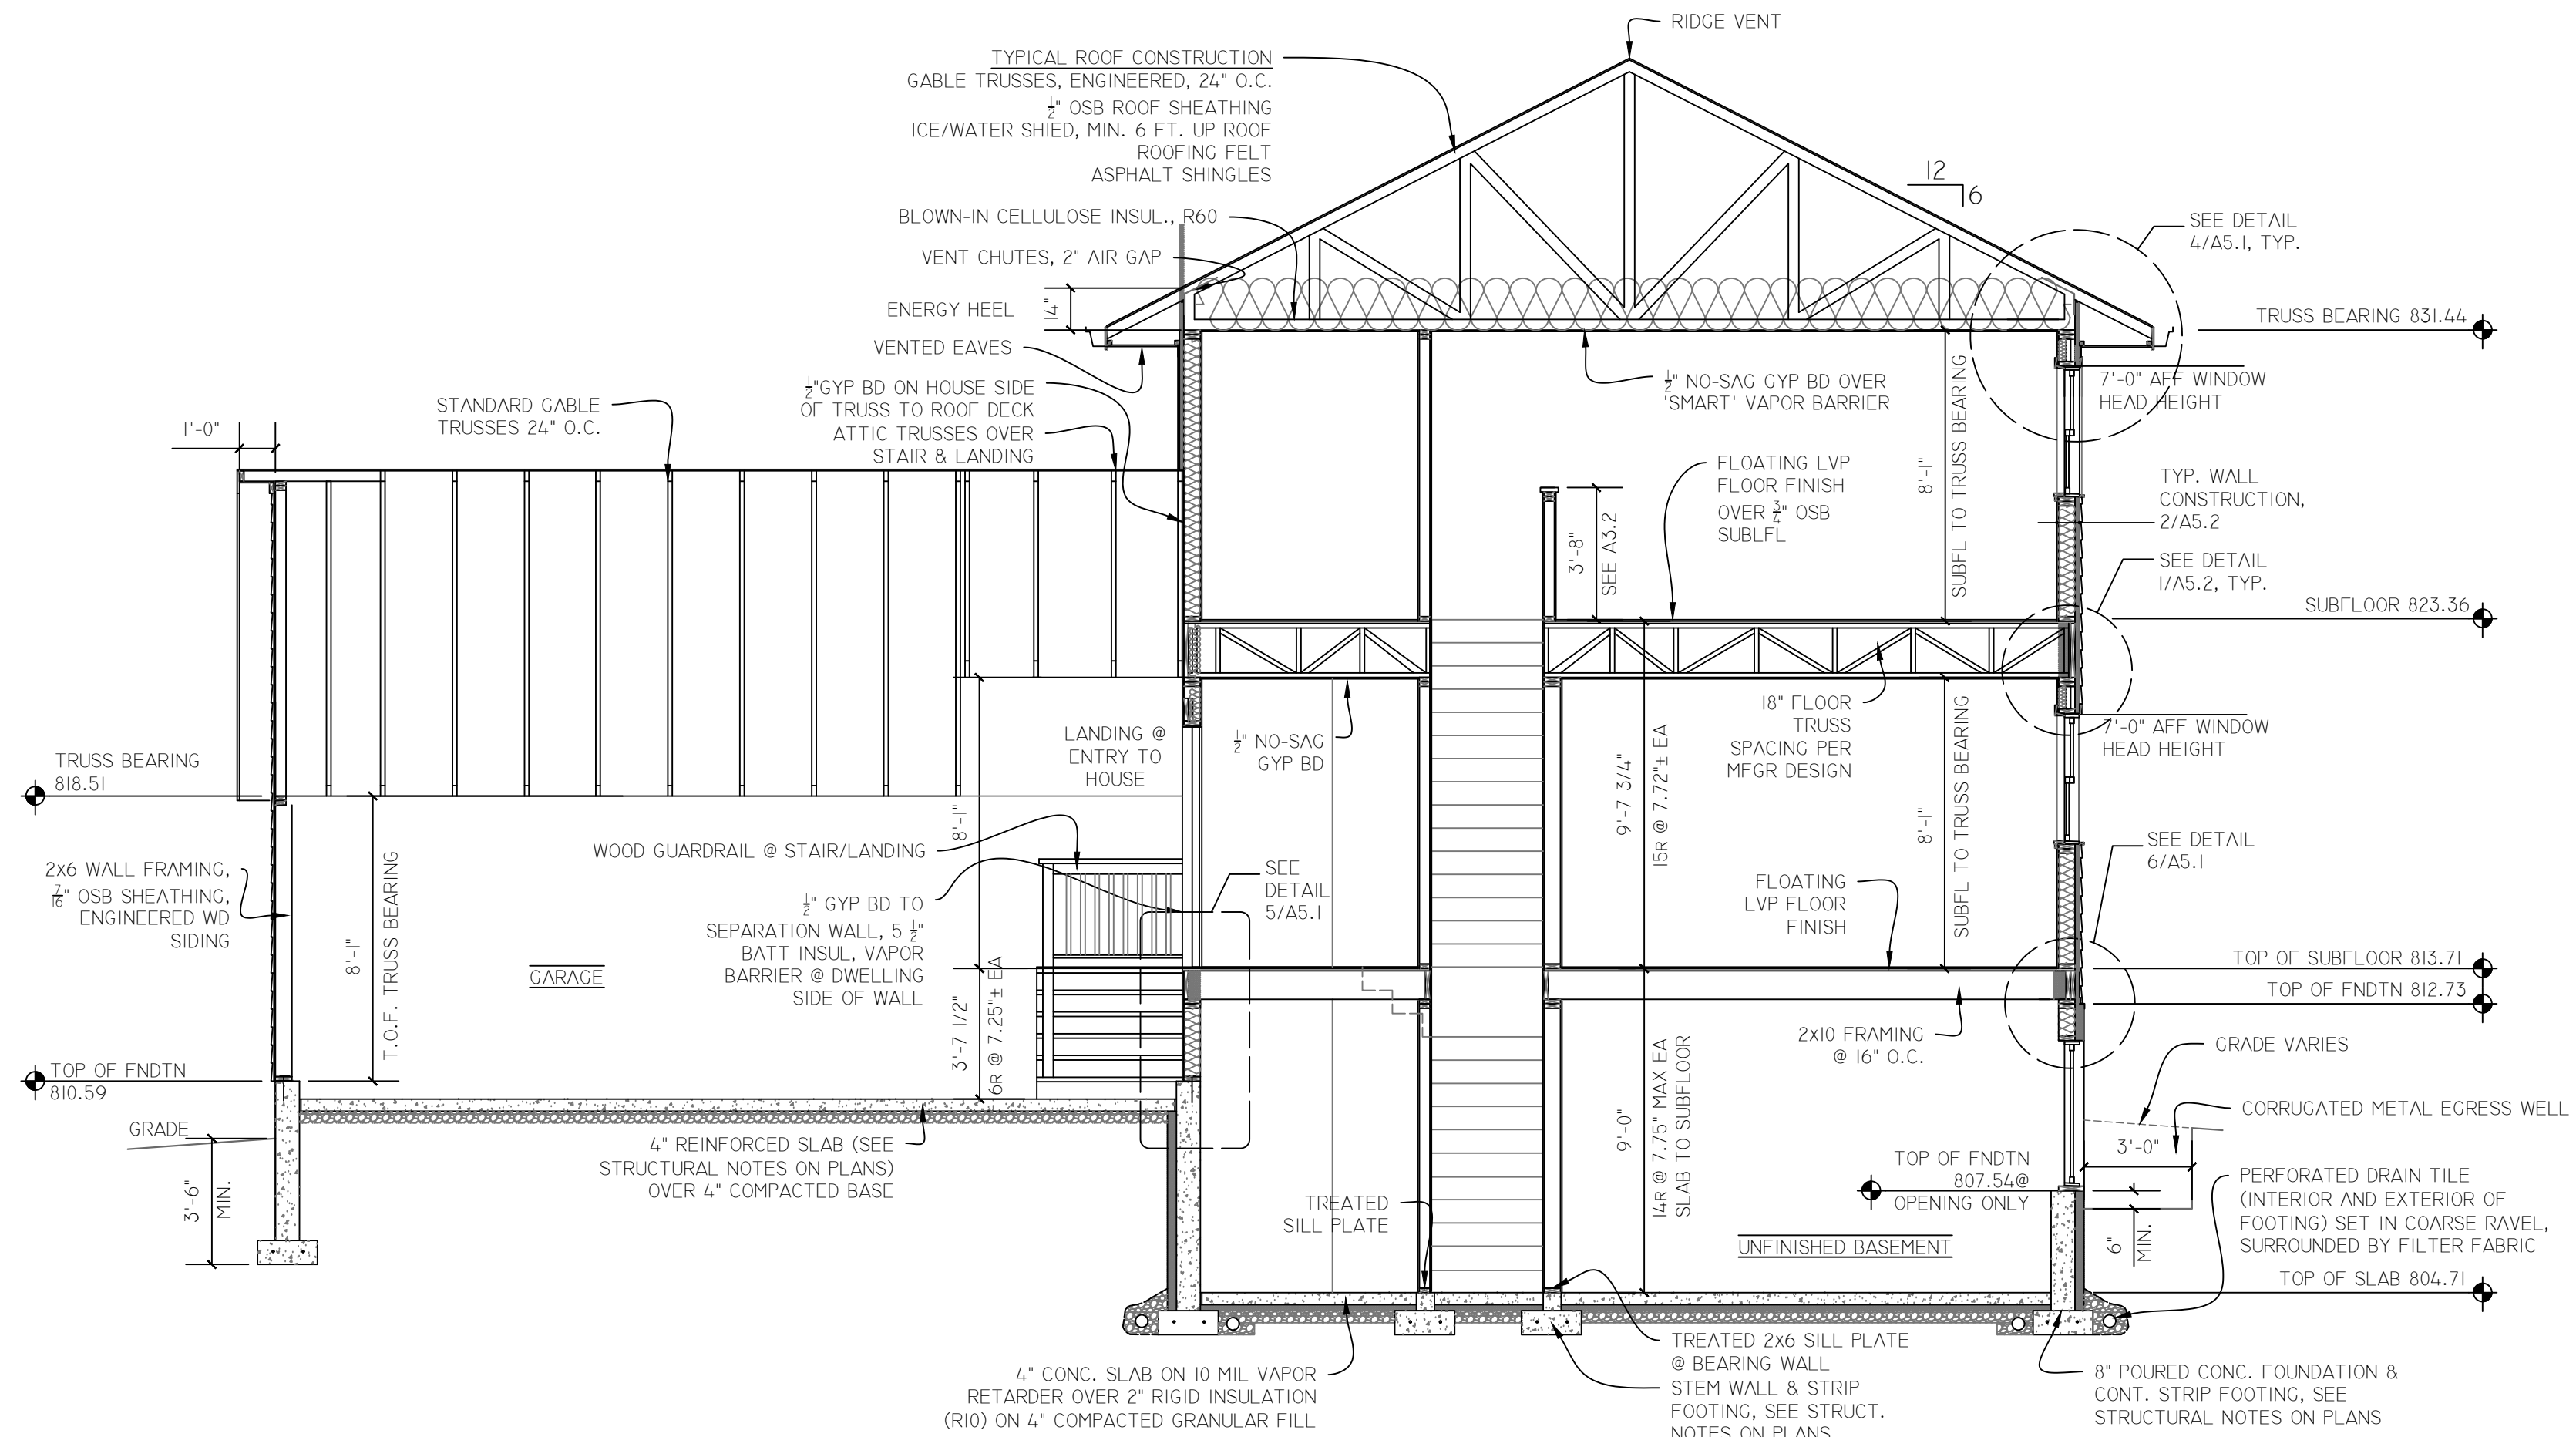 RIDGE VENT
TYPICAL ROOF CONSTRUCTION
GABLE TRUSSES, ENGINEERED, 24" O.C.
1/2" OSB ROOF SHEATHING
ICE/WATER SHIED, MIN. 6 FT. UP ROOF
ROOFING FELT
ASPHALT SHINGLES
12
6
BLOWN-IN CELLULOSE INSUL., R60
VENT CHUTES, 2" AIR GAP
14"
ENERGY HEEL
VENTED EAVES
1/2"GYP BD ON HOUSE SIDE
OF TRUSS TO ROOF DECK
ATTIC TRUSSES OVER
STAIR & LANDING
STANDARD GABLE
TRUSSES 24" O.C.
1'-0"
SEE DETAIL
4/A5.1, TYP.
TRUSS BEARING 831.44
7'-0" AFF WINDOW
HEAD HEIGHT
1/2" NO-SAG GYP BD OVER
'SMART' VAPOR BARRIER
8'-1"
SUBFL TO TRUSS BEARING
FLOATING LVP
FLOOR FINISH
OVER 3/4" OSB
SUBLFL
3'-8"
SEE A3.2
TYP. WALL
CONSTRUCTION,
2/A5.2
SEE DETAIL
1/A5.2, TYP.
SUBFLOOR 823.36
18" FLOOR
TRUSS
SPACING PER
MFGR DESIGN
7'-0" AFF WINDOW
HEAD HEIGHT
LANDING @
ENTRY TO
HOUSE
1/2" NO-SAG
GYP BD
9'-7 3/4"
15R @ 7.72"± EA
8'-1"
SUBFL TO TRUSS BEARING
TRUSS BEARING
818.51
8'-1"
WOOD GUARDRAIL @ STAIR/LANDING
2x6 WALL FRAMING,
7/16" OSB SHEATHING,
ENGINEERED WD
SIDING
8'-1"
T.O.F. TRUSS BEARING
GARAGE
1/2" GYP BD TO
SEPARATION WALL, 5 1/2"
BATT INSUL, VAPOR
BARRIER @ DWELLING
SIDE OF WALL
SEE
DETAIL
5/A5.1
3'-7 1/2"
6R @ 7.25"± EA
FLOATING
LVP FLOOR
FINISH
SEE DETAIL
6/A5.1
TOP OF SUBFLOOR 813.71
TOP OF FNDTN 812.73
2x10 FRAMING
@ 16" O.C.
GRADE VARIES
TOP OF FNDTN
810.59
GRADE
3'-6"
MIN.
4" REINFORCED SLAB (SEE
STRUCTURAL NOTES ON PLANS)
OVER 4" COMPACTED BASE
9'-0"
14R @ 7.75" MAX EA
SLAB TO SUBFLOOR
CORRUGATED METAL EGRESS WELL
3'-0"
TOP OF FNDTN
807.54@
OPENING ONLY
PERFORATED DRAIN TILE
(INTERIOR AND EXTERIOR OF
FOOTING) SET IN COARSE RAVEL,
SURROUNDED BY FILTER FABRIC
6"
MIN.
TREATED
SILL PLATE
UNFINISHED BASEMENT
TOP OF SLAB 804.71
4" CONC. SLAB ON 10 MIL VAPOR
RETARDER OVER 2" RIGID INSULATION
(R10) ON 4" COMPACTED GRANULAR FILL
TREATED 2x6 SILL PLATE
@ BEARING WALL
STEM WALL & STRIP
FOOTING, SEE STRUCT.
NOTES ON PLANS
8" POURED CONC. FOUNDATION &
CONT. STRIP FOOTING, SEE
STRUCTURAL NOTES ON PLANS